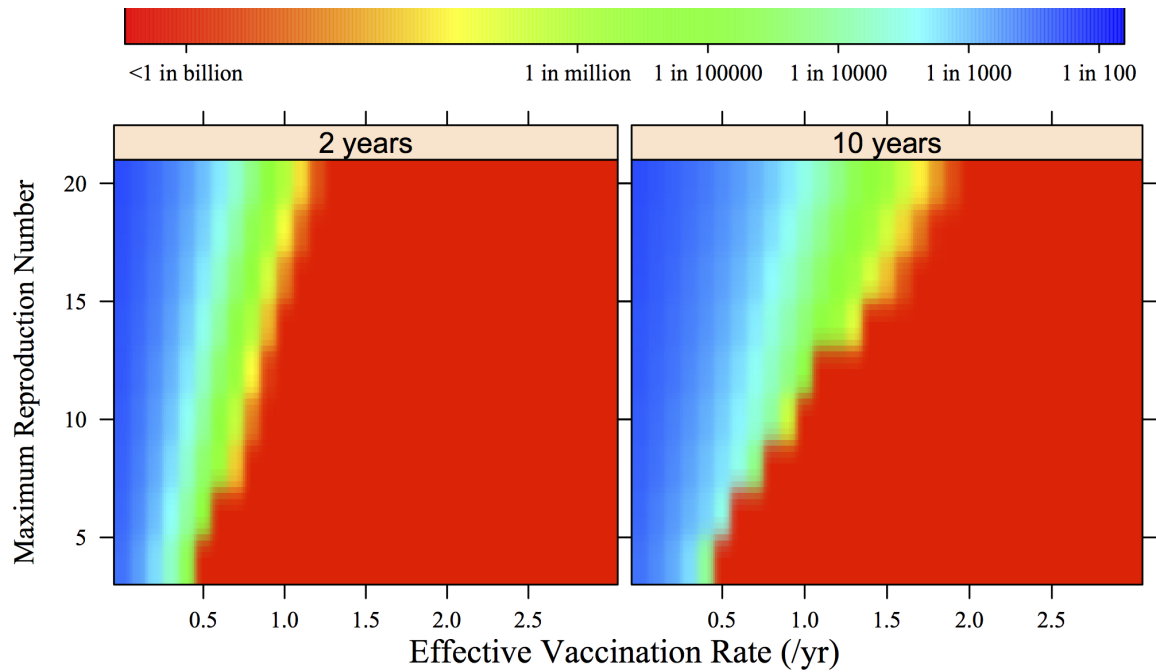 <1 in billion 1 in million 1 in 100000 1 in 10000 1 in 1000 1 in 100
2 years 10 years
Maximum Reproduction Number
20
15
10
5
0.5 1.0 1.5 2.0 2.5 0.5 1.0 1.5 2.0 2.5
Effective Vaccination Rate (/yr)